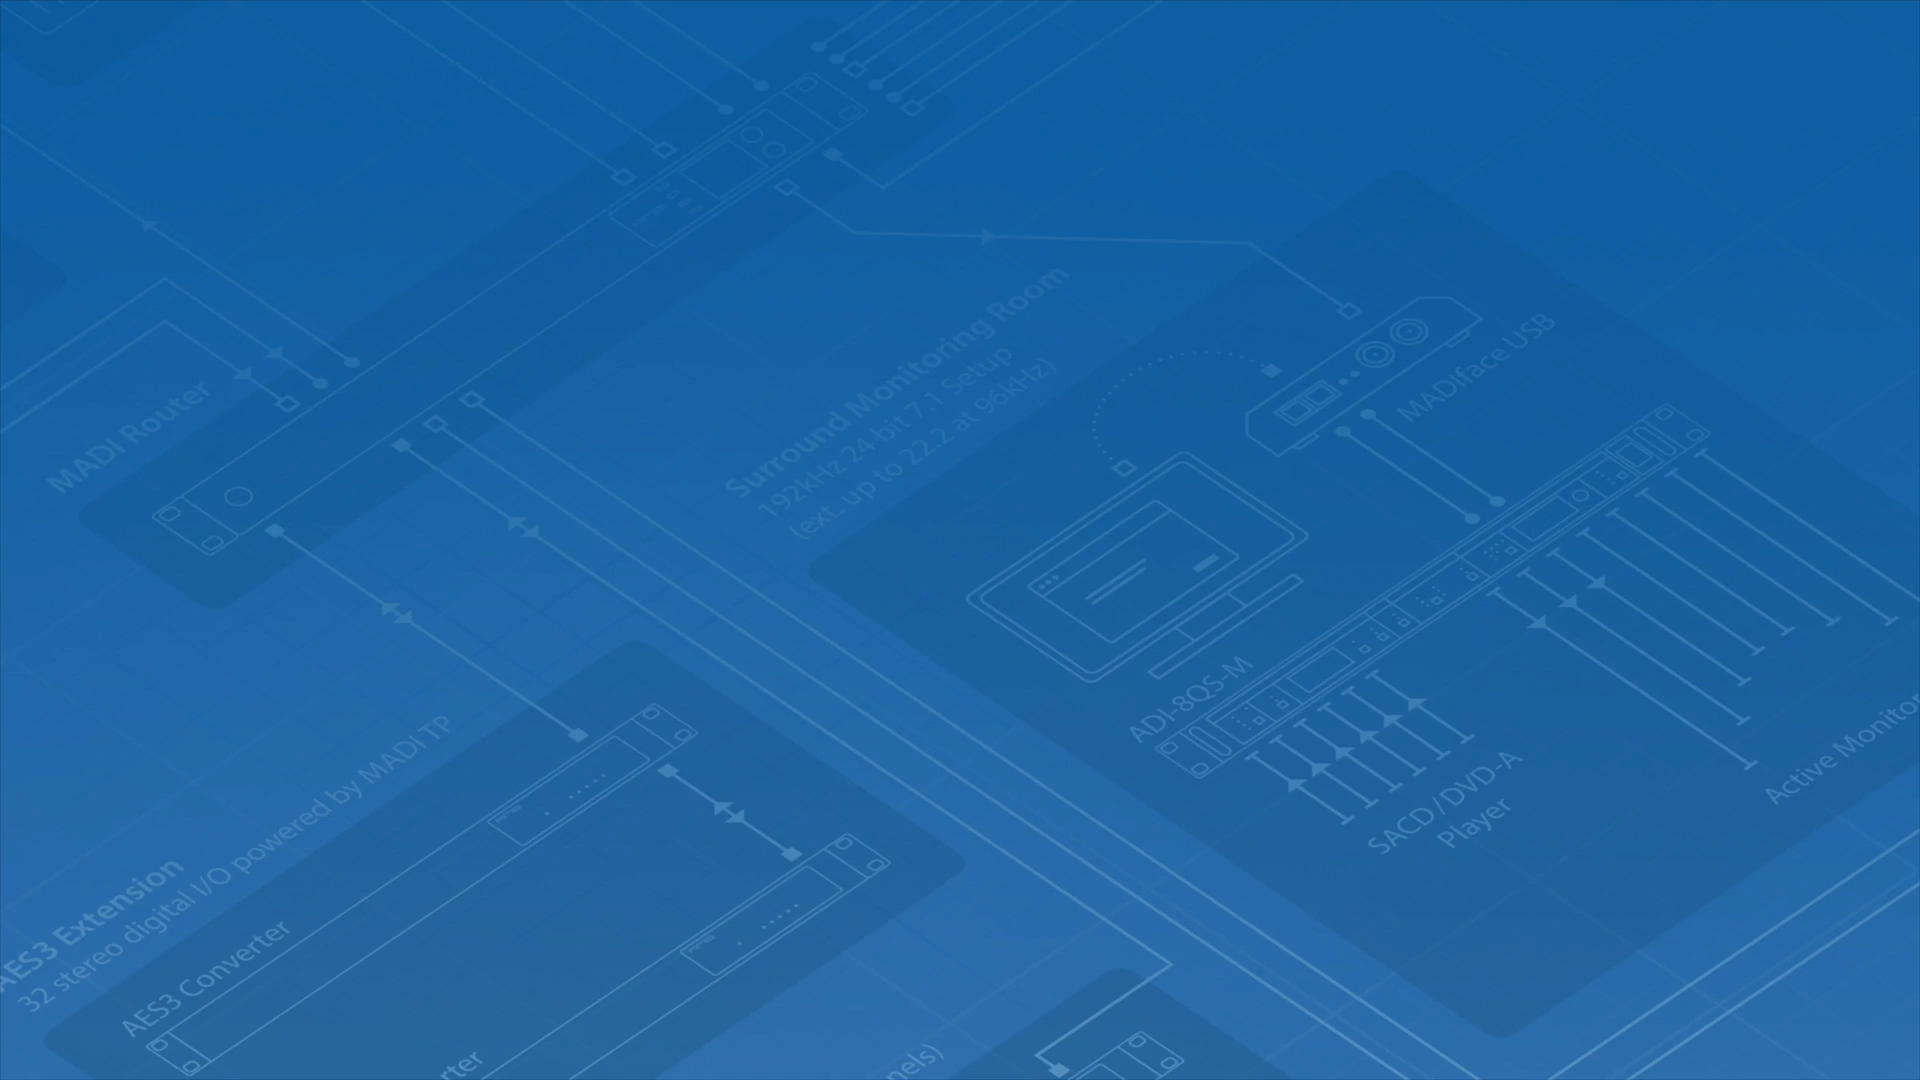 MADI Router
Surround Monitoring Room
192kHz 24-bit 7.1 Setup
(ext. up to 22.2 at 96kHz)
MADIface USB
ADI-8QS-M
SACD/DVD-A
Player
Active Monitor
AES3 Extension
32 stereo digital I/O powered by MADI TP
AES3 Converter
rter
nels)